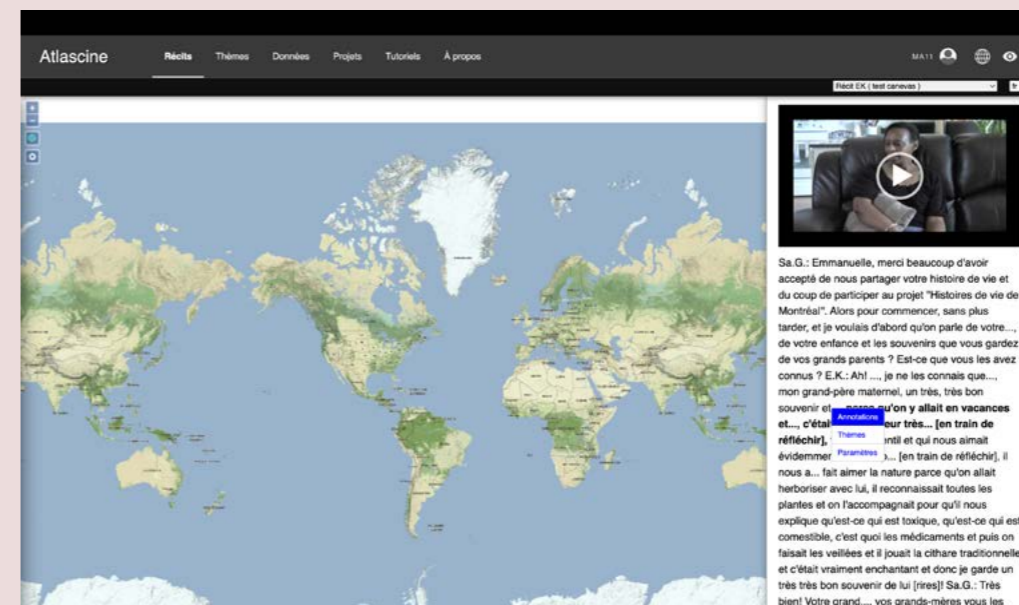 Atlascine
Récits Thèmes Données Projets Tutoriels À propos
MA11
Récit EK ( test canevas )
fr
+
Sa.G.: Emmanuelle, merci beaucoup d'avoir
accepté de nous partager votre histoire de vie et
du coup de participer au projet "Histoires de vie de
Montréal". Alors pour commencer, sans plus
tarder, et je voulais d'abord qu'on parle de votre...,
de votre enfance et les souvenirs que vous gardez
de vos grands parents ? Est-ce que vous les avez
connus ? E.K.: Ah! ..., je ne les connais que...,
mon grand-père maternel, un très, très bon
souvenir et qu'on y allait en vacances
Annotations
et..., eur très... [en train de
Thèmes
réfléchir], entil et qui nous aimait
Paramètres
... [en train de réfléchir], il
nous a... fait aimer la nature parce qu'on allait
herboriser avec lui, il reconnaissait toutes les
plantes et on l'accompagnait pour qu'il nous
explique qu'est-ce qui est toxique, qu'est-ce qui est
comestible, c'est quoi les médicaments et puis on
faisait les veillées et il jouait la cithare traditionnelle
et c'était vraiment enchantant et donc je garde un
très très bon souvenir de lui [rires]! Sa.G.: Très
bien! Votre grand..., vos grands-mères vous les